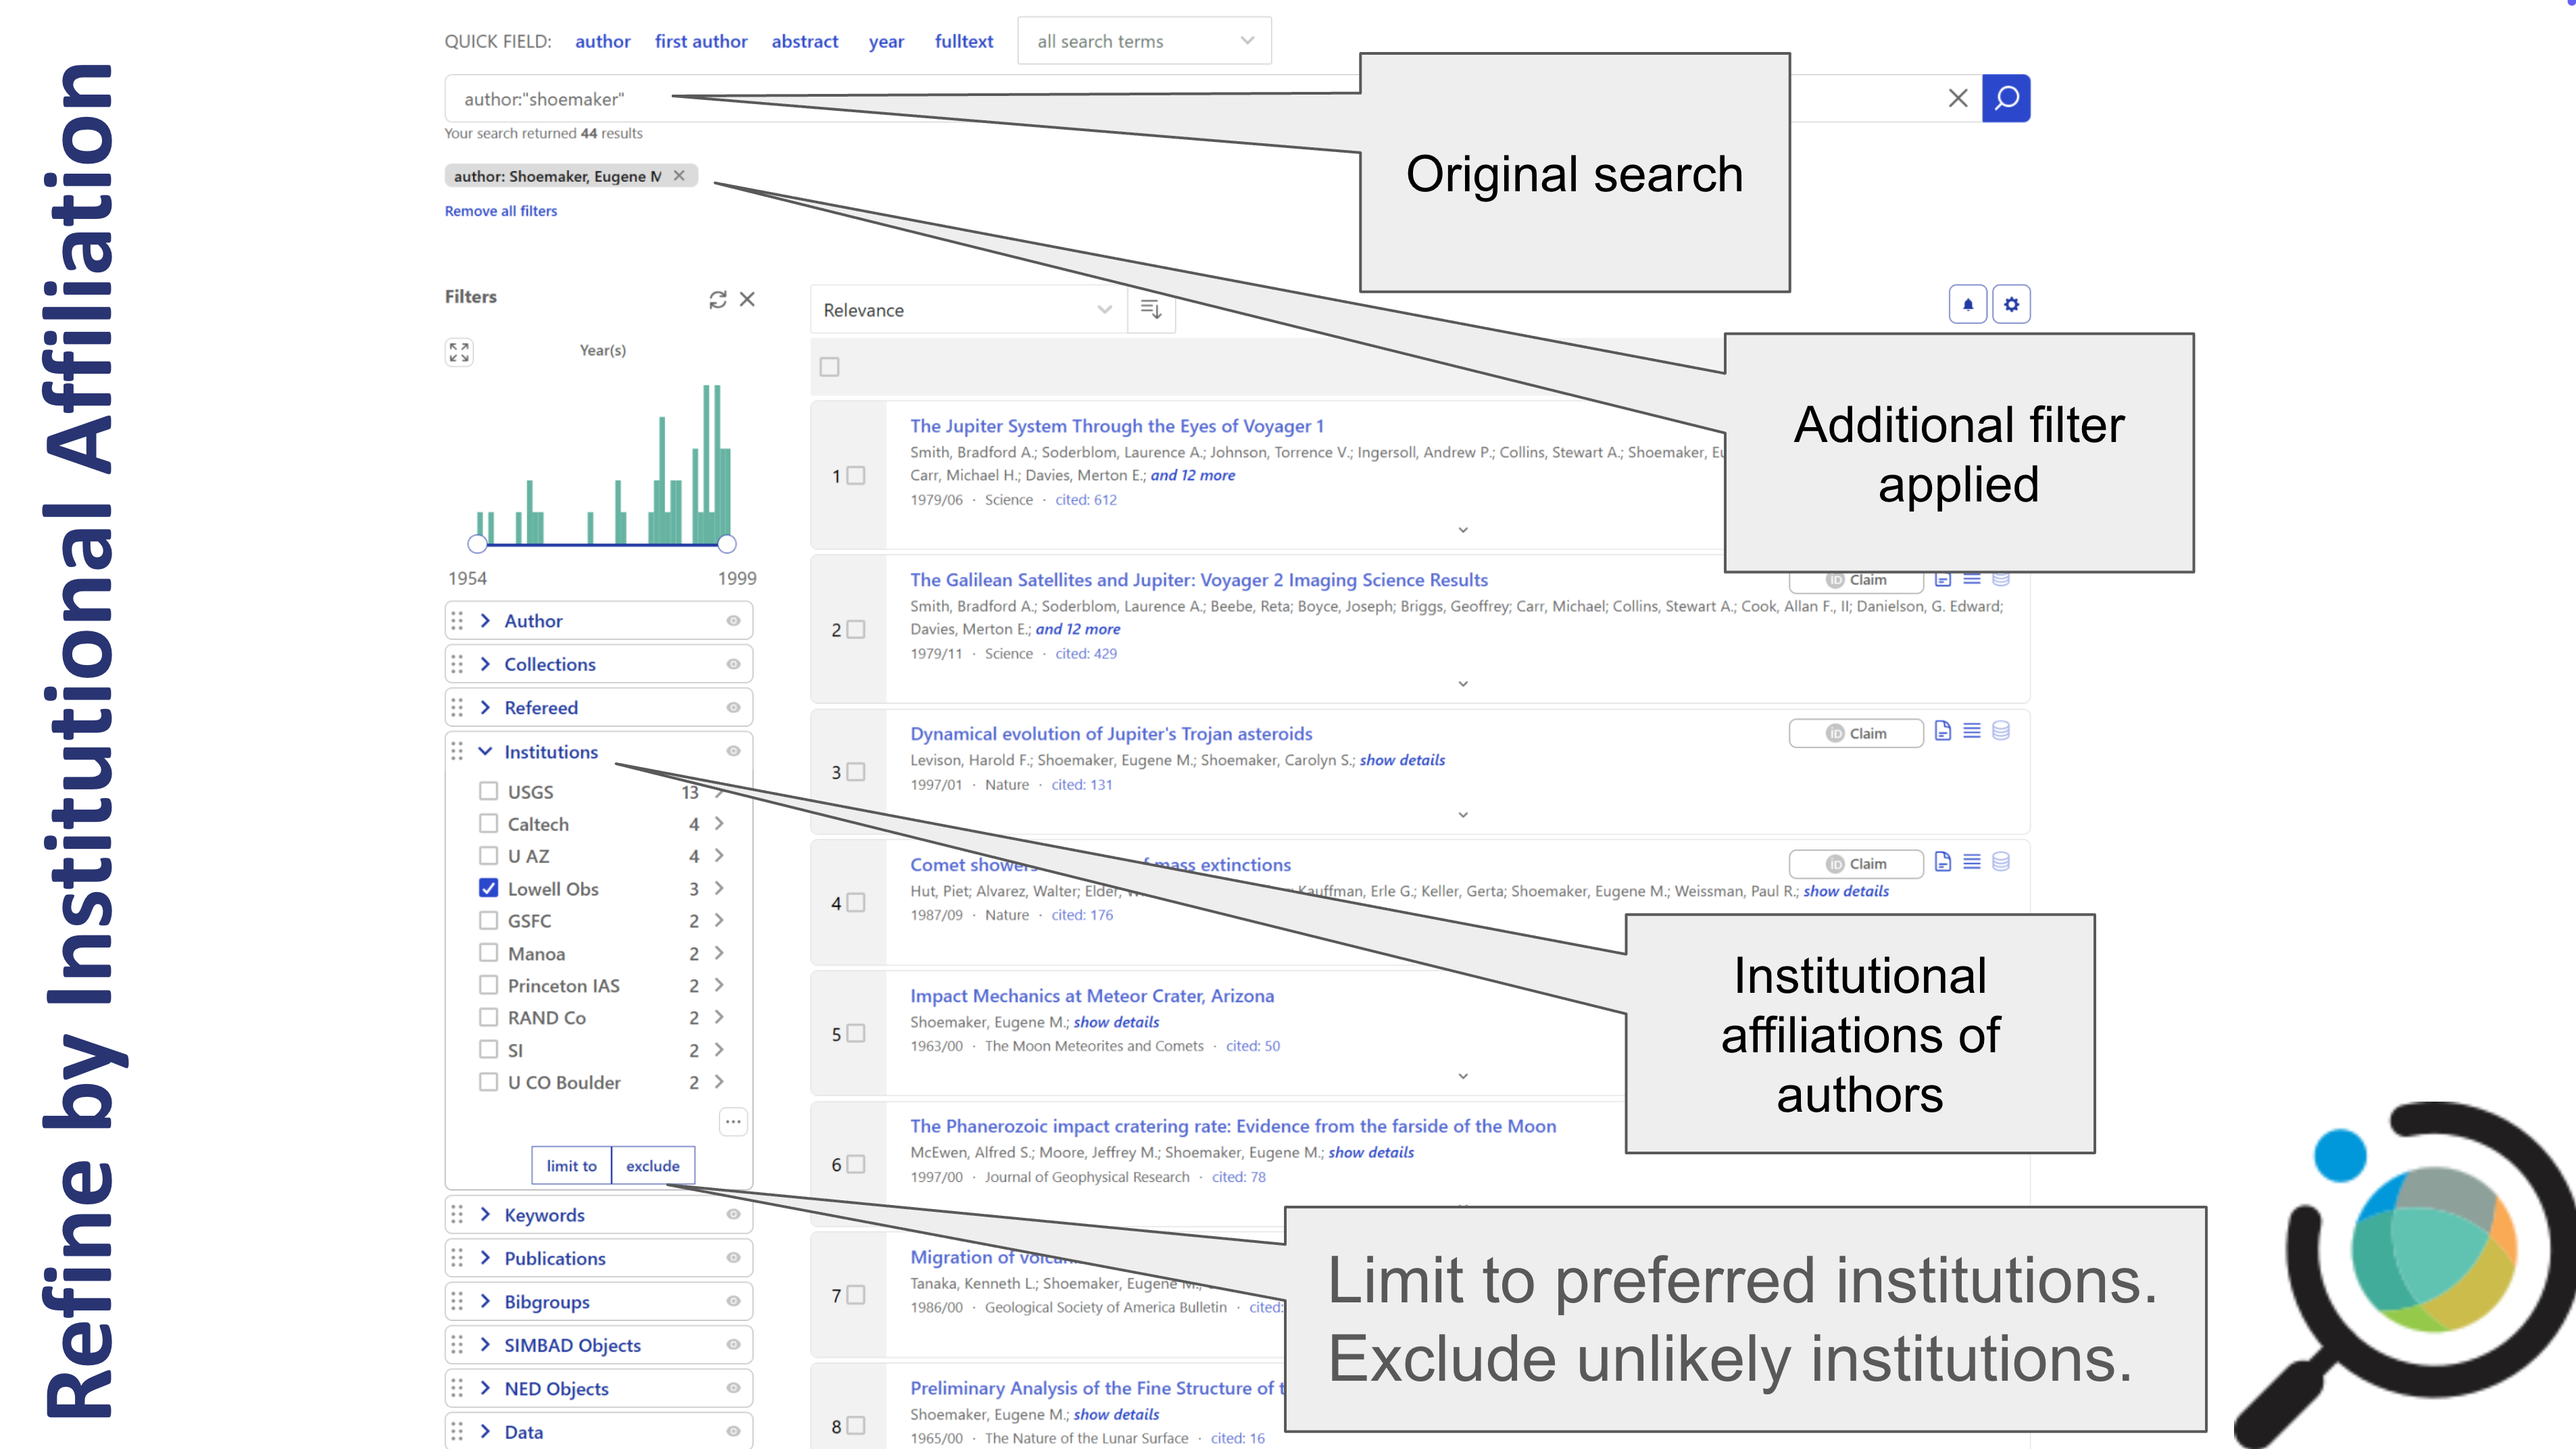 Refine by Institutional Affiliation
QUICK FIELD: author first author abstract year fulltext all search terms
author:"shoemaker"
Your search returned 44 results
author: Shoemaker, Eugene M
Remove all filters
Original search
Additional filter
applied
Filters
Year(s)
1954 1999
Author
Collections
Refereed
Institutions
USGS 13
Caltech 4
U AZ 4
Lowell Obs 3
GSFC 2
Manoa 2
Princeton IAS 2
RAND Co 2
SI 2
U CO Boulder 2
...
limit to exclude
Keywords
Publications
Bibgroups
SIMBAD Objects
NED Objects
Data
Relevance
1
The Jupiter System Through the Eyes of Voyager 1
Smith, Bradford A.; Soderblom, Laurence A.; Johnson, Torrence V.; Ingersoll, Andrew P.; Collins, Stewart A.; Shoemaker,
Carr, Michael H.; Davies, Merton E.; and 12 more
1979/06 · Science · cited: 612
2
The Galilean Satellites and Jupiter: Voyager 2 Imaging Science Results
iD Claim
Smith, Bradford A.; Soderblom, Laurence A.; Beebe, Reta; Boyce, Joseph; Briggs, Geoffrey; Carr, Michael; Collins, Stewart A.; Cook, Allan F., II; Danielson, G. Edward;
Davies, Merton E.; and 12 more
1979/11 · Science · cited: 429
3
Dynamical evolution of Jupiter's Trojan asteroids
iD Claim
Levison, Harold F.; Shoemaker, Eugene M.; Shoemaker, Carolyn S.; show details
1997/01 · Nature · cited: 131
4
Comet showers mass extinctions
iD Claim
Hut, Piet; Alvarez, Walter; Elder, Kauffman, Erle G.; Keller, Gerta; Shoemaker, Eugene M.; Weissman, Paul R.; show details
1987/09 · Nature · cited: 176
5
Impact Mechanics at Meteor Crater, Arizona
Shoemaker, Eugene M.; show details
1963/00 · The Moon Meteorites and Comets · cited: 50
6
The Phanerozoic impact cratering rate: Evidence from the farside of the Moon
McEwen, Alfred S.; Moore, Jeffrey M.; Shoemaker, Eugene M.; show details
1997/00 · Journal of Geophysical Research · cited: 78
7
Migration of
Tanaka, Kenneth L.; Shoemaker, Eugene M.;
1986/00 · Geological Society of America Bulletin · cited:
8
Preliminary Analysis of the Fine Structure of
Shoemaker, Eugene M.; show details
1965/00 · The Nature of the Lunar Surface · cited: 16
Institutional
affiliations of
authors
Limit to preferred institutions.
Exclude unlikely institutions.